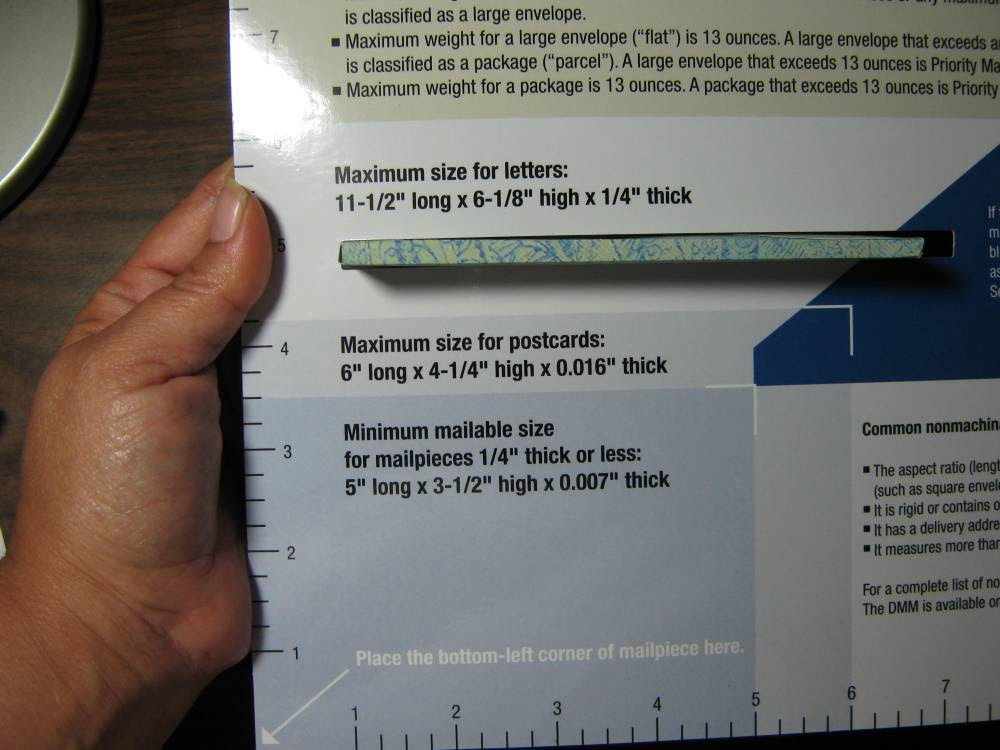 is classified as a large envelope.
7
▪ Maximum weight for a large envelope (“flat”) is 13 ounces. A large envelope that exceeds
is classified as a package (“parcel”). A large envelope that exceeds 13 ounces is Priority
▪ Maximum weight for a package is 13 ounces. A package that exceeds 13 ounces is Priority
6
Maximum size for letters:
11-1/2" long x 6-1/8" high x 1/4" thick
If
5
4
Maximum size for postcards:
6" long x 4-1/4" high x 0.016" thick
Minimum mailable size
for mailpieces 1/4" thick or less:
5" long x 3-1/2" high x 0.007" thick
3
Common
▪ The aspect ratio
(such as square
▪ It is rigid or contains
▪ It has a delivery
▪ It measures more
2
For a complete list of
The DMM is available
1
Place the bottom-left corner of mailpiece here.
1 2 3 4 5 6 7